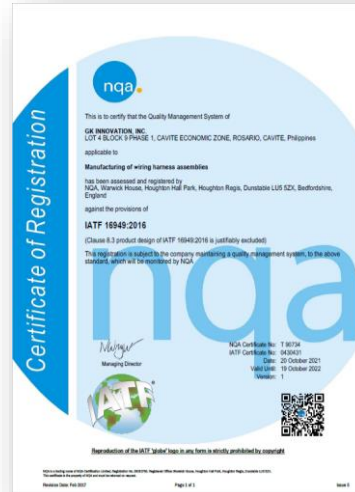 Certificate of Registration
nqa.
This is to certify that the Quality Management System of
GK INNOVATION, INC.
LOT 4 BLOCK 9 PHASE 1, CAVITE ECONOMIC ZONE, ROSARIO, CAVITE, Philippines
applicable to
Manufacturing of wiring harness assemblies
has been assessed and registered by
NQA, Warwick House, Houghton Hall Park, Houghton Regis, Dunstable LU5 5ZX, Bedfordshire,
England
against the provisions of
IATF 16949:2016
(Clause 8.3 product design of IATF 16949:2016 is justifiably excluded)
This registration is subject to the company maintaining a quality management system, to the above
standard, which will be monitored by NQA
nqa
Managing Director
NQA Certificate No: T 95734
IATF Certificate No: 0430431
Date: 20 October 2021
Valid Until: 19 October 2022
Version: 1
IATF
Reproduction of the IATF 'globe' logo in any form is strictly prohibited by copyright
Revision Date: Feb 2017
Page 1 of 1